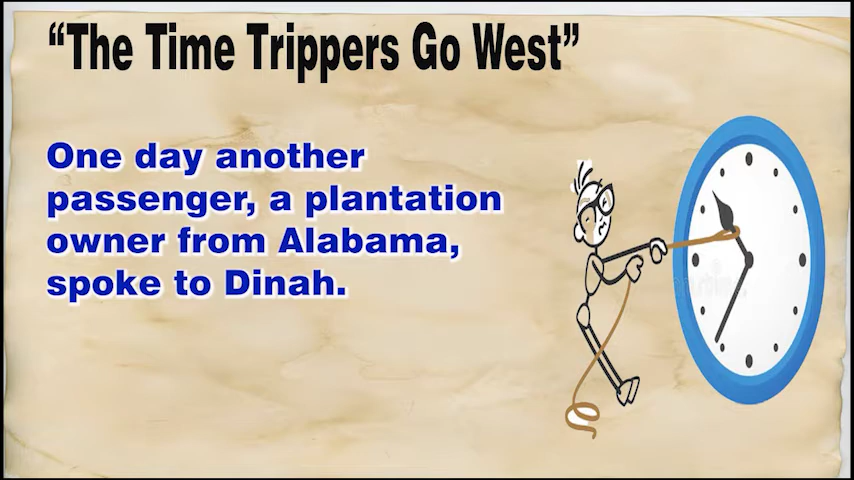 “The Time Trippers Go West”
One day another
passenger, a plantation
owner from Alabama,
spoke to Dinah.